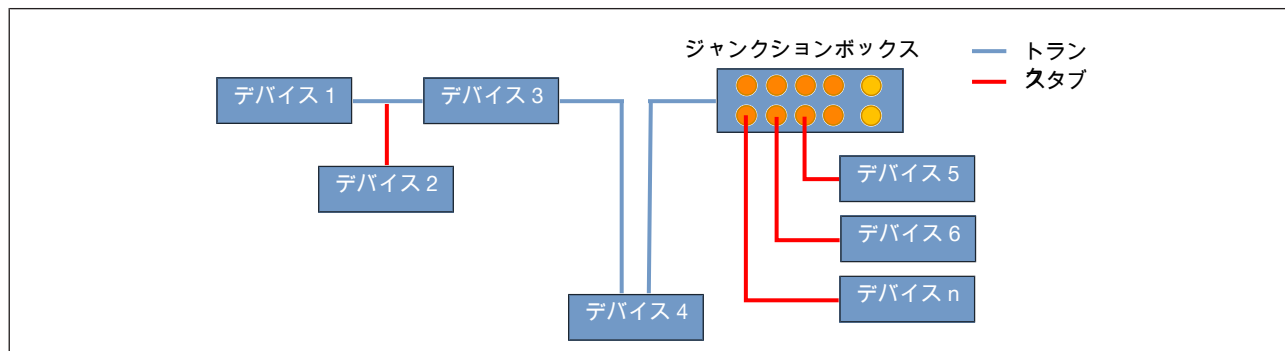 ジャンクションボックス
トランク
スタブ
デバイス 1
デバイス 3
デバイス 2
デバイス 5
デバイス 6
デバイス n
デバイス 4